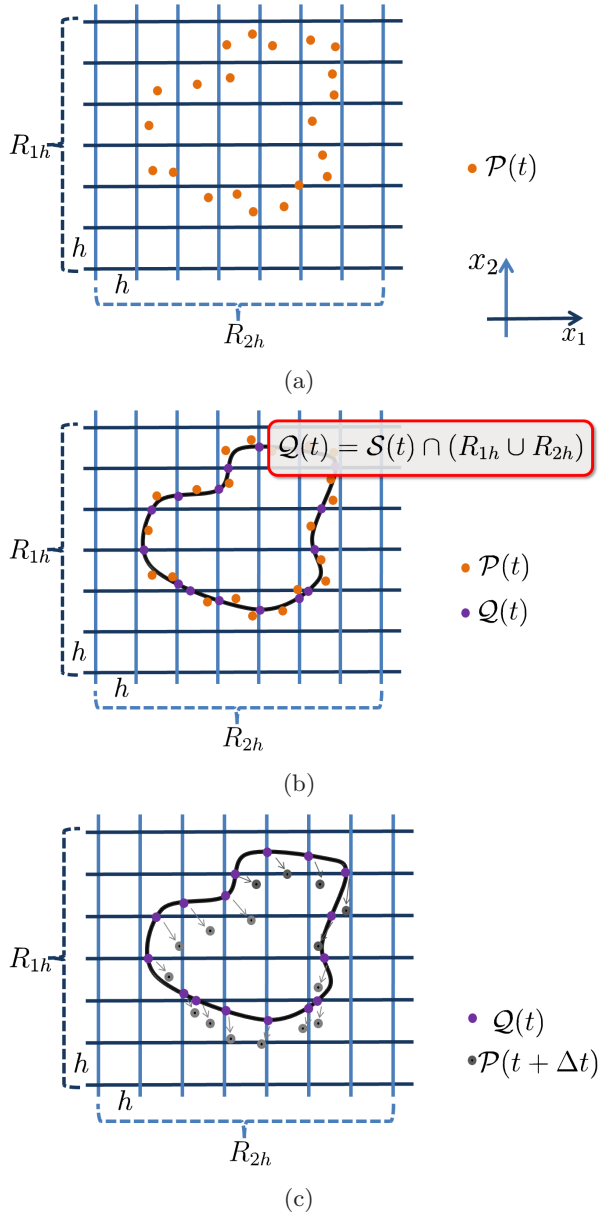 R_{1h}
𝒫(t)
h
h
x_2
R_{2h}
x_1
(a)
𝒬(t) = 𝒮(t) ∩ (R_{1h} ∪ R_{2h})
R_{1h}
𝒫(t)
𝒬(t)
h
h
R_{2h}
(b)
R_{1h}
𝒬(t)
𝒫(t + Δt)
h
h
R_{2h}
(c)